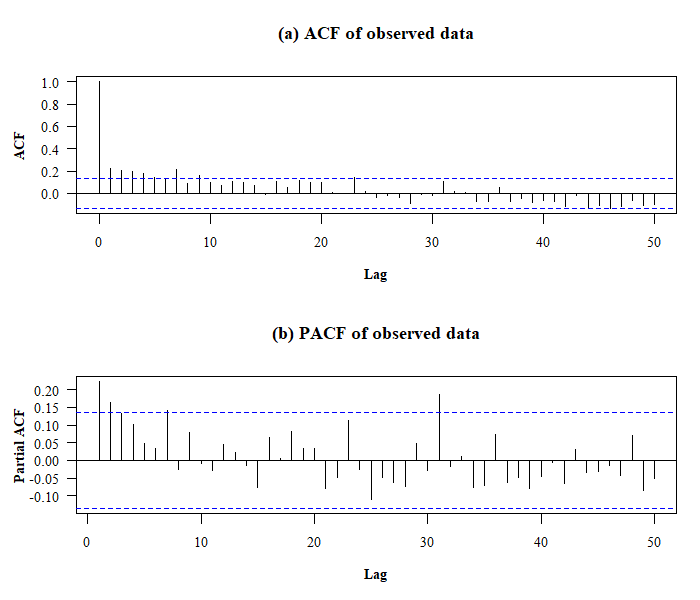 (a) ACF of observed data
ACF
1.0
0.8
0.6
0.4
0.2
0.0
0 10 20 30 40 50
Lag
(b) PACF of observed data
Partial ACF
0.20
0.15
0.10
0.05
0.00
-0.05
-0.10
0 10 20 30 40 50
Lag